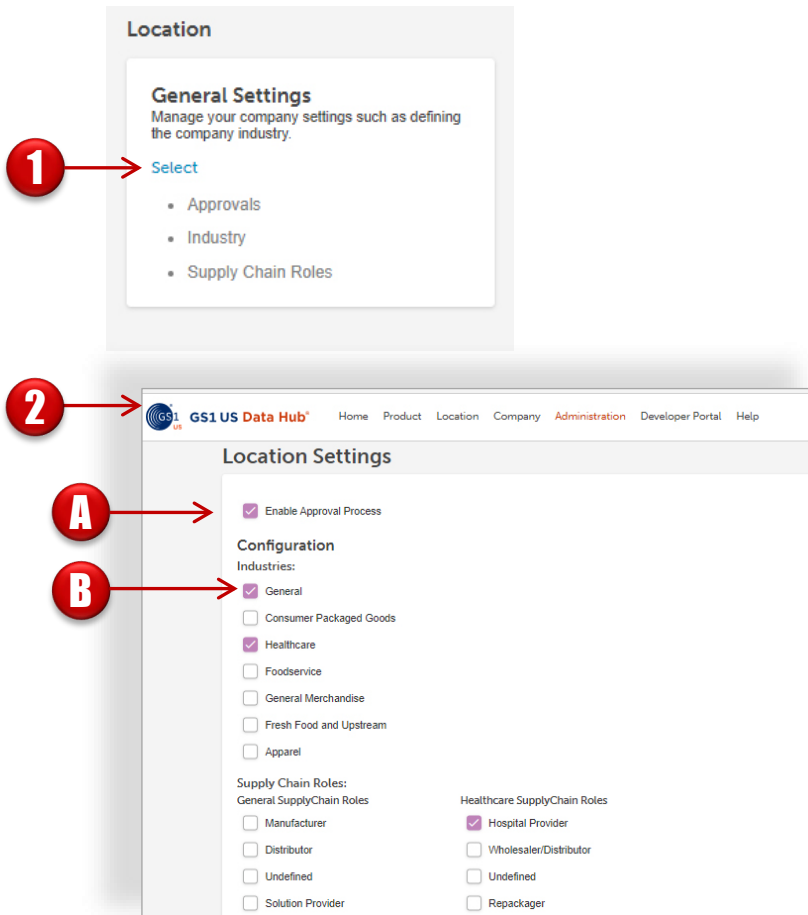 Location
General Settings
Manage your company settings such as defining
the company industry.
1
Select
• Approvals
• Industry
• Supply Chain Roles
2
GS1 US
GS1 US Data Hub® Home Product Location Company Administration Developer Portal Help
Location Settings
A
Enable Approval Process
Configuration
Industries:
B
General
Consumer Packaged Goods
Healthcare
Foodservice
General Merchandise
Fresh Food and Upstream
Apparel
Supply Chain Roles:
General SupplyChain Roles Healthcare SupplyChain Roles
Manufacturer Hospital Provider
Distributor Wholesaler/Distributor
Undefined Undefined
Solution Provider Repackager